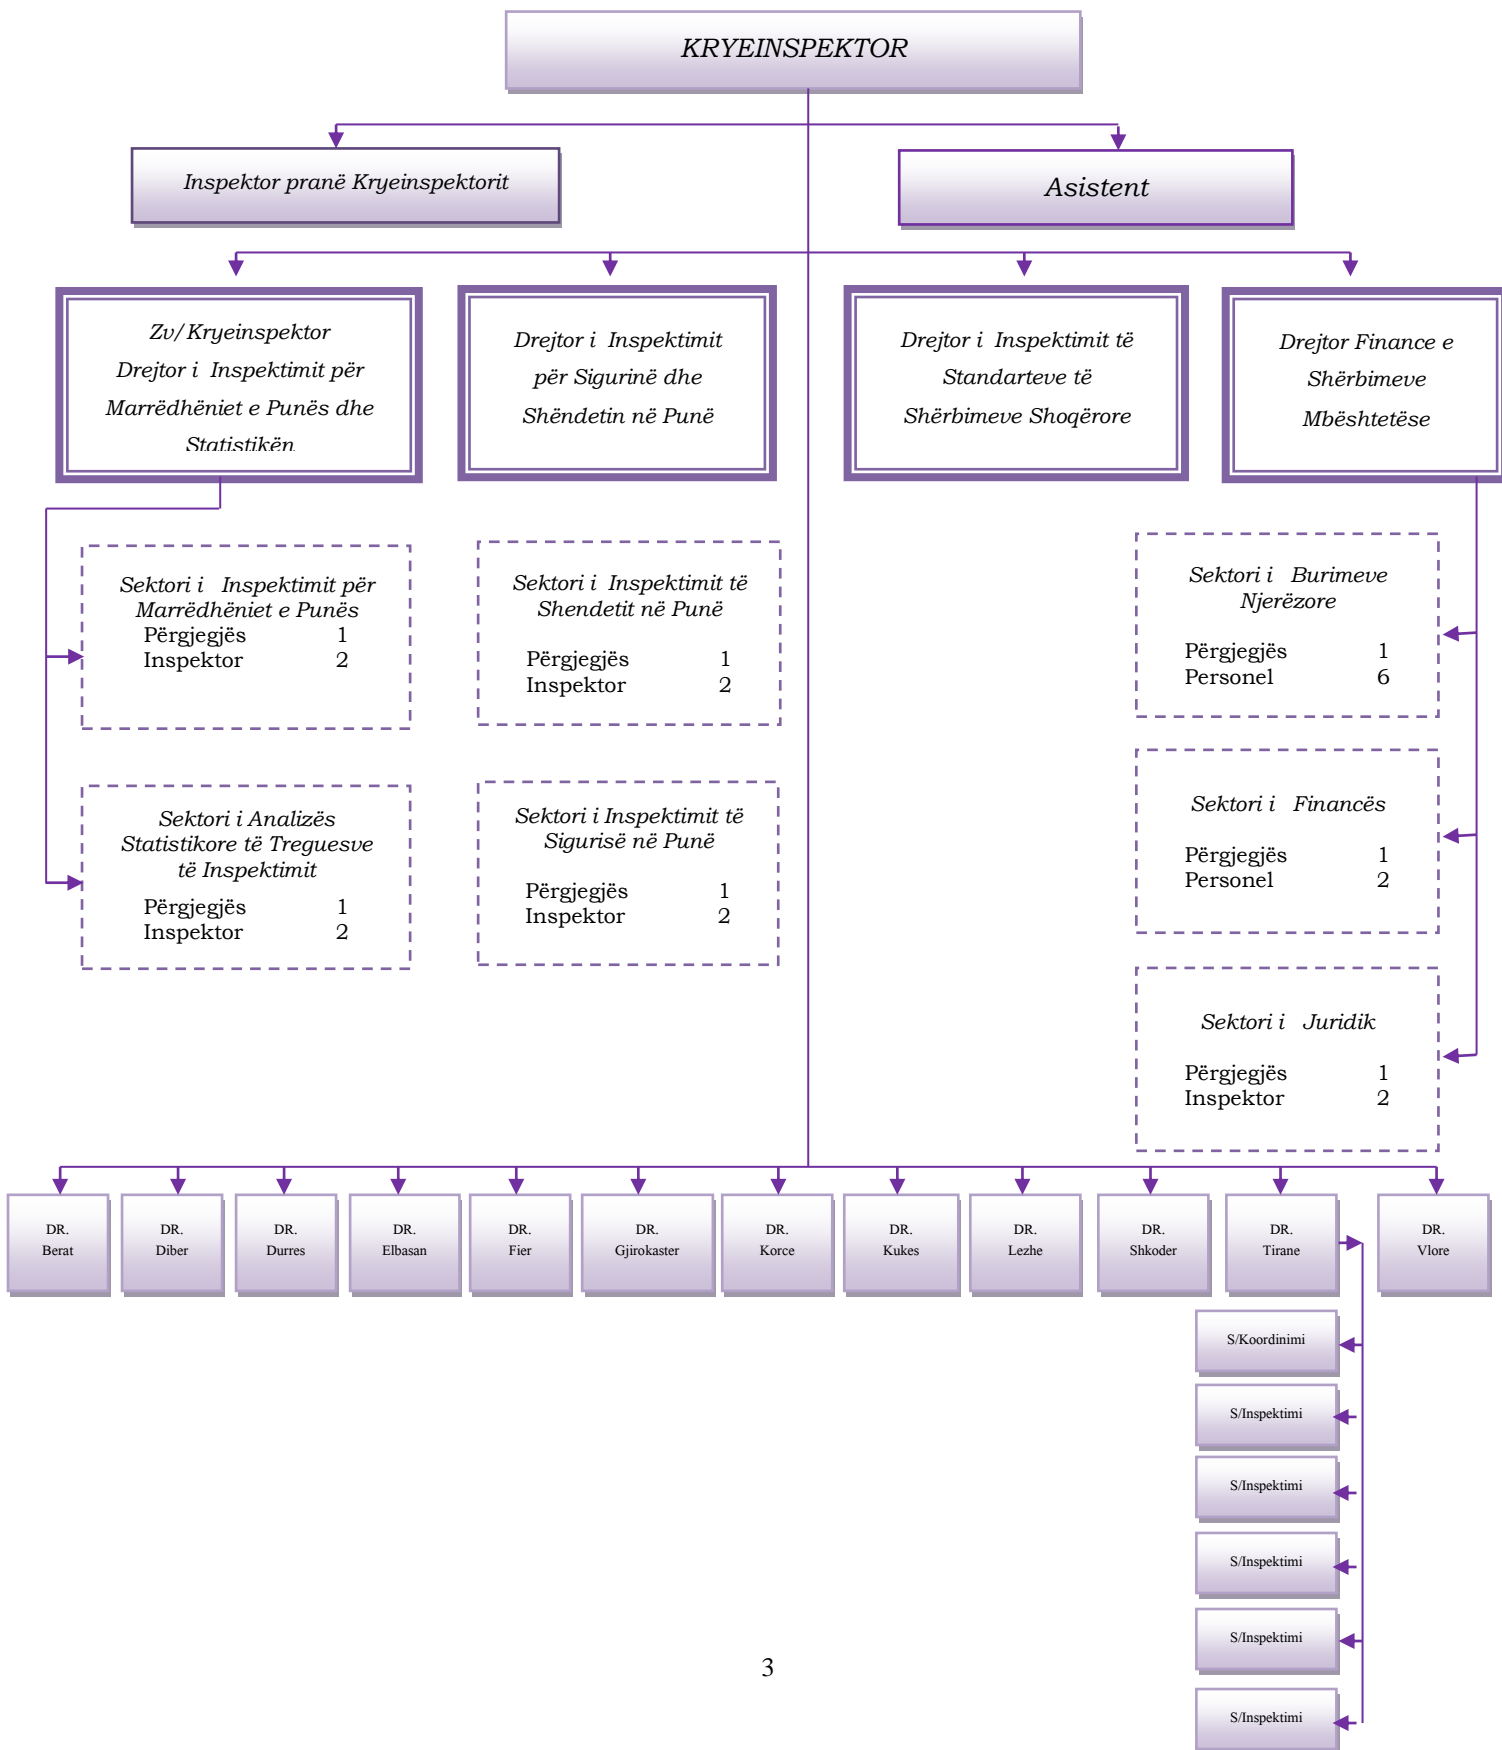 KRYEINSPEKTOR
Inspektor pranë Kryeinspektorit
Asistent
Zv/Kryeinspektor
Drejtor i Inspektimit për
Marrëdhëniet e Punës dhe
Statistikën
Drejtor i Inspektimit
për Sigurinë dhe
Shëndetin në Punë
Drejtor i Inspektimit të
Standarteve të
Shërbimeve Shoqërore
Drejtor Finance e
Shërbimeve
Mbështetëse
Sektori i Inspektimit për
Marrëdhëniet e Punës
Përgjegjës 1
Inspektor 2
Sektori i Inspektimit të
Shendetit në Punë
Përgjegjës 1
Inspektor 2
Sektori i Burimeve
Njerëzore
Përgjegjës 1
Personel 6
Sektori i Analizës
Statistikore të Treguesve
të Inspektimit
Përgjegjës 1
Inspektor 2
Sektori i Inspektimit të
Sigurisë në Punë
Përgjegjës 1
Inspektor 2
Sektori i Financës
Përgjegjës 1
Personel 2
Sektori i Juridik
Përgjegjës 1
Inspektor 2
DR.
Berat
DR.
Diber
DR.
Durres
DR.
Elbasan
DR.
Fier
DR.
Gjirokaster
DR.
Korce
DR.
Kukes
DR.
Lezhe
DR.
Shkoder
DR.
Tirane
DR.
Vlore
S/Koordinimi
S/Inspektimi
S/Inspektimi
S/Inspektimi
S/Inspektimi
S/Inspektimi
3